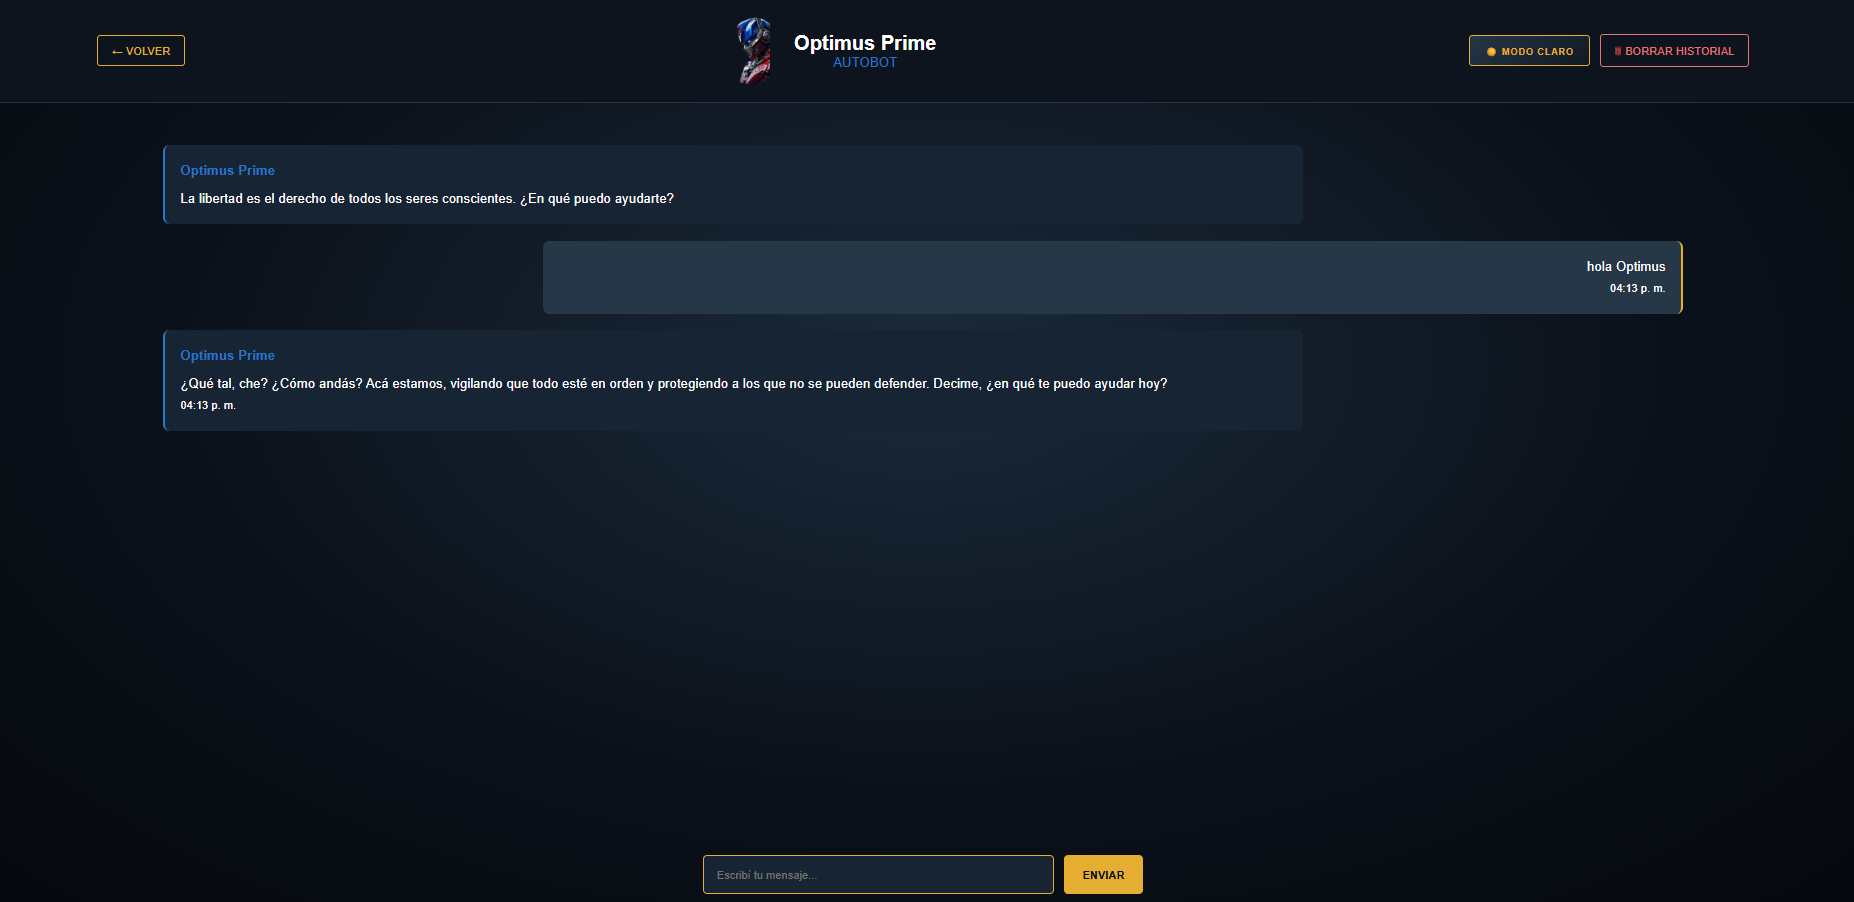 ← VOLVER
Optimus Prime
AUTOBOT
MODO CLARO
BORRAR HISTORIAL
Optimus Prime
La libertad es el derecho de todos los seres conscientes. ¿En qué puedo ayudarte?
hola Optimus
04:13 p. m.
Optimus Prime
¿Qué tal, che? ¿Cómo andás? Acá estamos, vigilando que todo esté en orden y protegiendo a los que no se pueden defender. Decime, ¿en qué te puedo ayudar hoy?
04:13 p. m.
Escribí tu mensaje...
ENVIAR